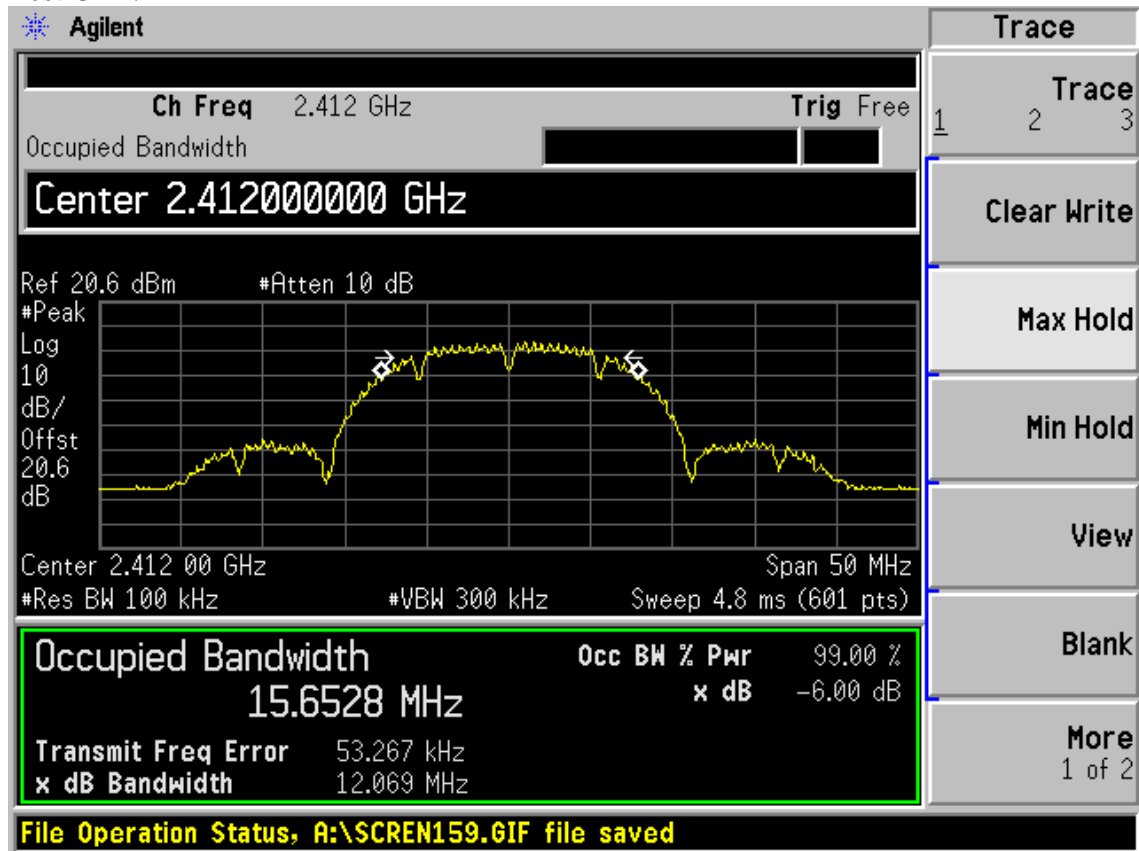 Agilent
Trace
Ch Freq 2.412 GHz Trig Free
Occupied Bandwidth
Center 2.412000000 GHz
Ref 20.6 dBm #Atten 10 dB
#Peak
Log
10
dB/
Offst
20.6
dB
Center 2.412 00 GHz Span 50 MHz
#Res BW 100 kHz #VBW 300 kHz Sweep 4.8 ms (601 pts)
Occupied Bandwidth
15.6528 MHz
Occ BW % Pwr 99.00 %
x dB -6.00 dB
Transmit Freq Error 53.267 kHz
x dB Bandwidth 12.069 MHz
File Operation Status, A:\SCREN159.GIF file saved
Trace
1 2 3
Clear Write
Max Hold
Min Hold
View
Blank
More
1 of 2